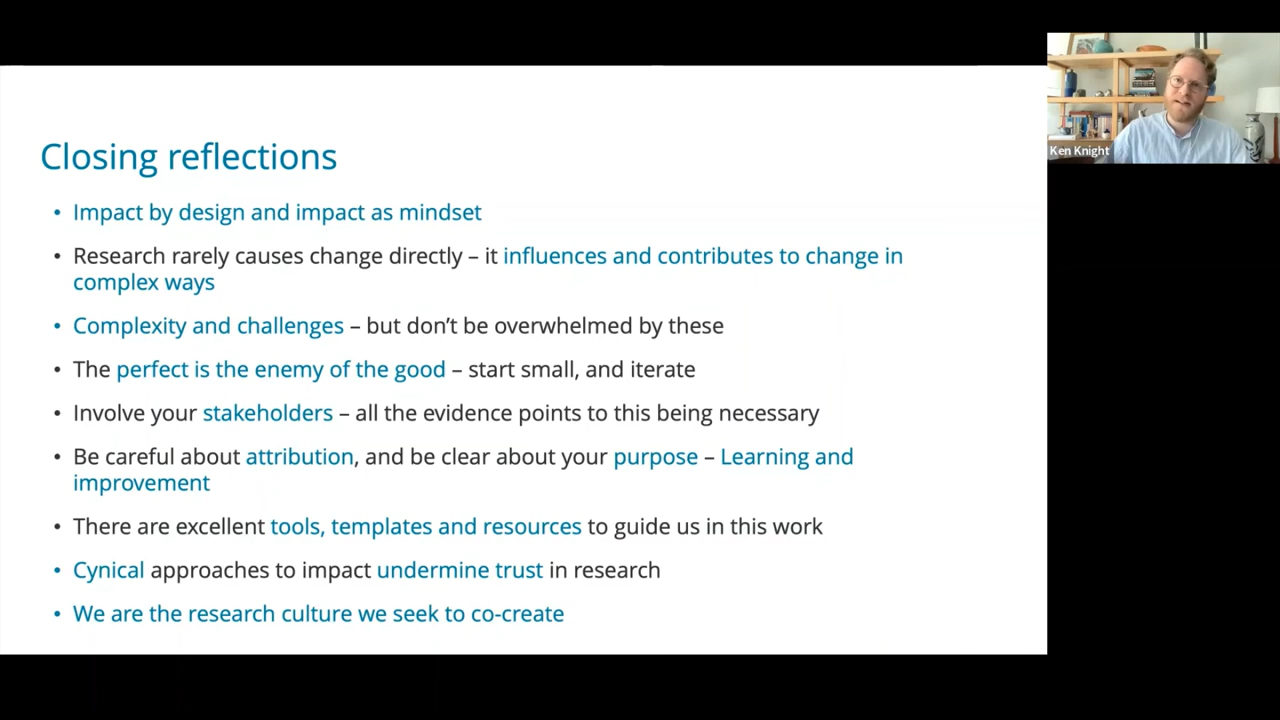 Closing reflections
• Impact by design and impact as mindset
• Research rarely causes change directly – it influences and contributes to change in
complex ways
• Complexity and challenges – but don't be overwhelmed by these
• The perfect is the enemy of the good – start small, and iterate
• Involve your stakeholders – all the evidence points to this being necessary
• Be careful about attribution, and be clear about your purpose – Learning and
improvement
• There are excellent tools, templates and resources to guide us in this work
• Cynical approaches to impact undermine trust in research
• We are the research culture we seek to co-create
Ken Knight